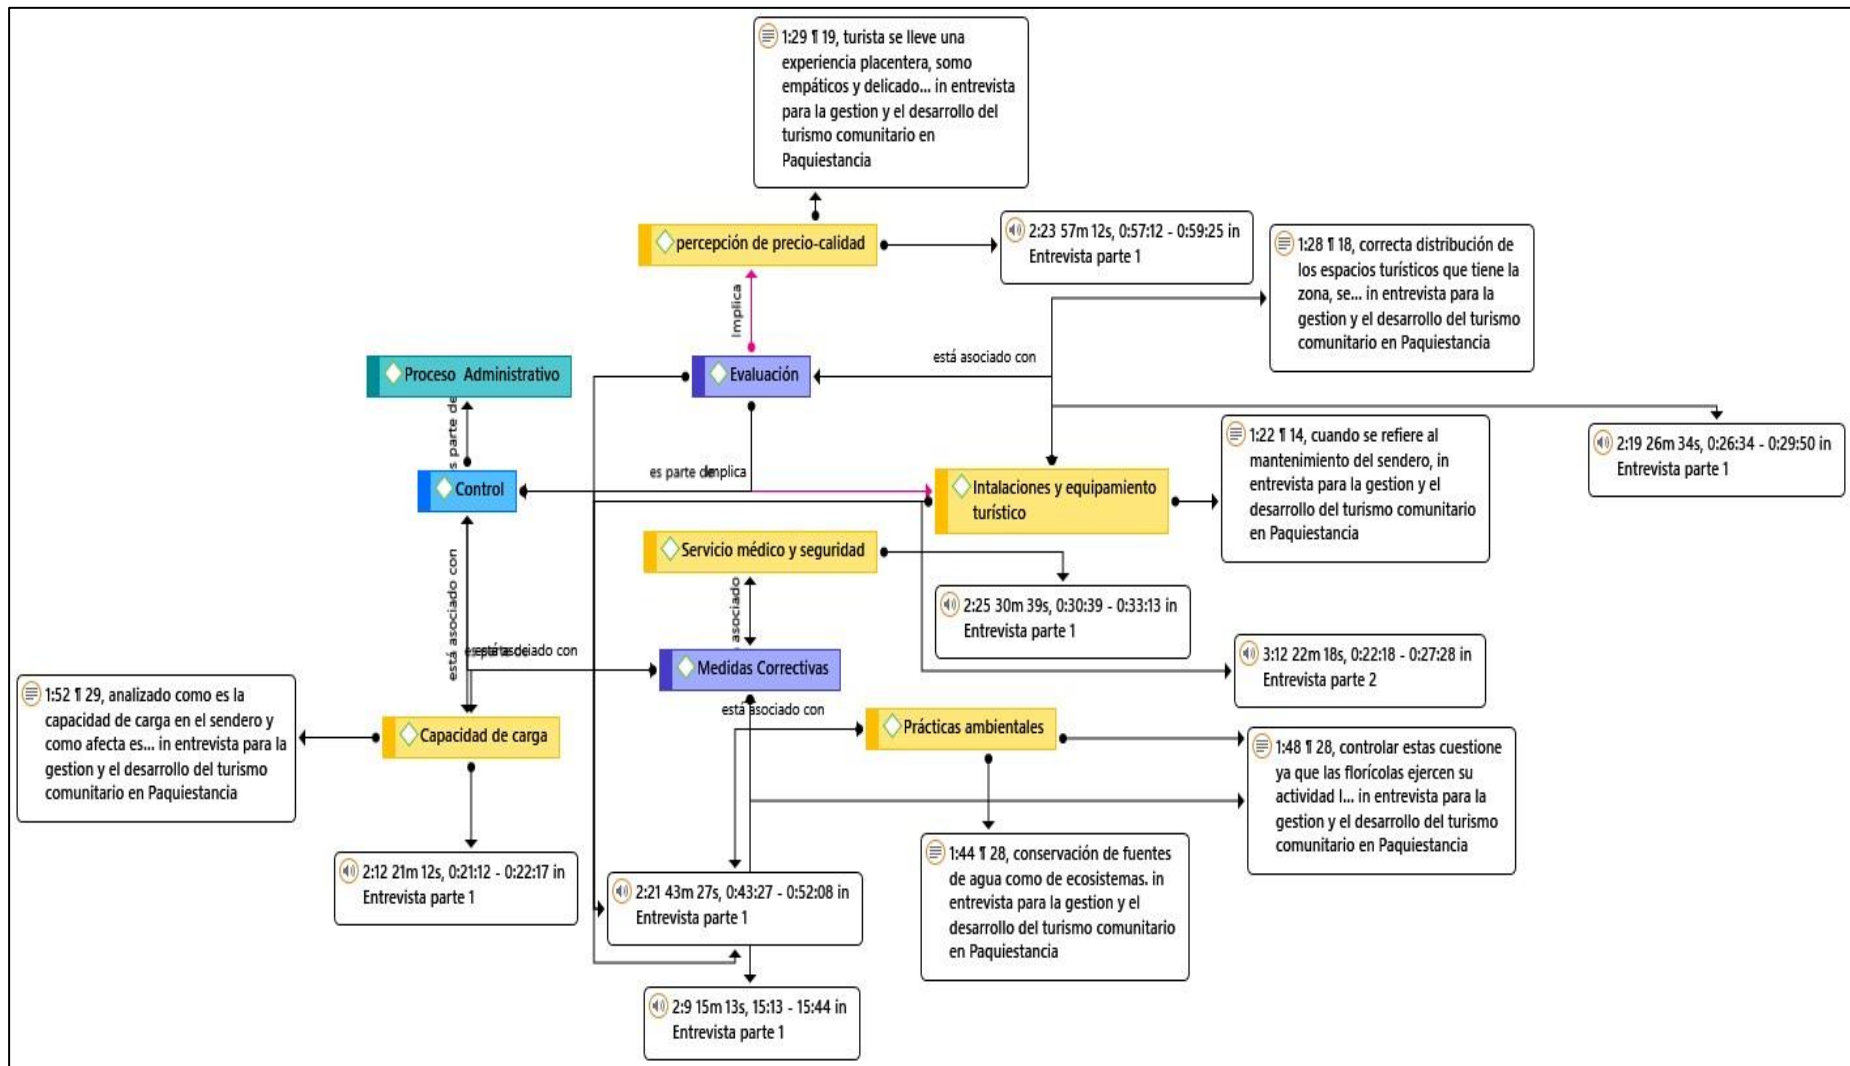 1:29 ¶ 19, turista se lleve una
experiencia placentera, somo
empáticos y delicado... in entrevista
para la gestion y el desarrollo del
turismo comunitario en
Paquiestancia
percepción de precio-calidad
2:23 57m 12s, 0:57:12 - 0:59:25 in
Entrevista parte 1
1:28 ¶ 18, correcta distribución de
los espacios turísticos que tiene la
zona, se... in entrevista para la
gestion y el desarrollo del turismo
comunitario en Paquiestancia
Implica
está asociado con
Proceso Administrativo
Evaluación
s parte de
1:22 ¶ 14, cuando se refiere al
mantenimiento del sendero, in
entrevista para la gestion y el
desarrollo del turismo comunitario
en Paquiestancia
2:19 26m 34s, 0:26:34 - 0:29:50 in
Entrevista parte 1
es parte de
Implica
Control
Intalaciones y equipamiento
turístico
Servicio médico y seguridad
está asociado con
asociado
2:25 30m 39s, 0:30:39 - 0:33:13 in
Entrevista parte 1
está asociado con
Medidas Correctivas
3:12 22m 18s, 0:22:18 - 0:27:28 in
Entrevista parte 2
1:52 ¶ 29, analizado como es la
capacidad de carga en el sendero y
como afecta es... in entrevista para la
gestion y el desarrollo del turismo
comunitario en Paquiestancia
Capacidad de carga
está asociado con
Prácticas ambientales
1:48 ¶ 28, controlar estas cuestione
ya que las florícolas ejercen su
actividad l... in entrevista para la
gestion y el desarrollo del turismo
comunitario en Paquiestancia
2:12 21m 12s, 0:21:12 - 0:22:17 in
Entrevista parte 1
2:21 43m 27s, 0:43:27 - 0:52:08 in
Entrevista parte 1
1:44 ¶ 28, conservación de fuentes
de agua como de ecosistemas. in
entrevista para la gestion y el
desarrollo del turismo comunitario
en Paquiestancia
2:9 15m 13s, 15:13 - 15:44 in
Entrevista parte 1